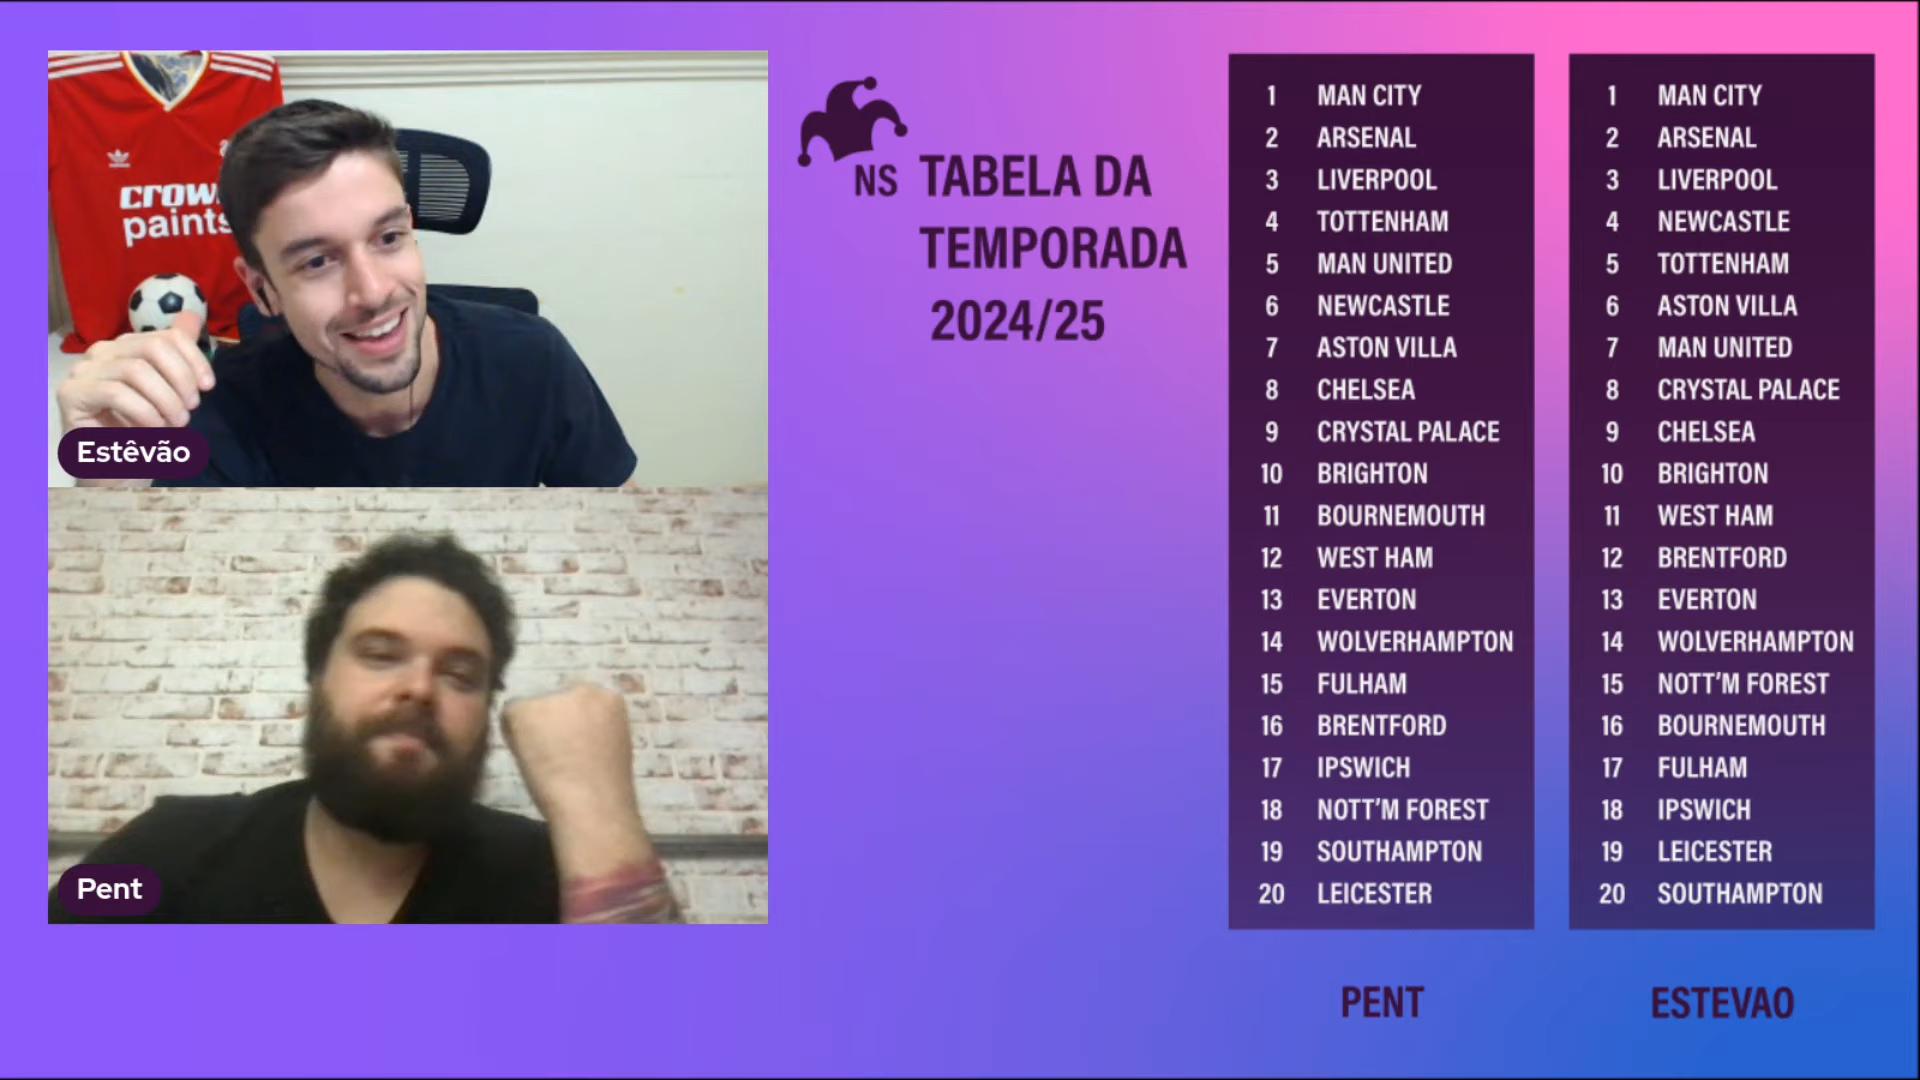 crow
paints
Estêvão
Pent
NS TABELA DA
TEMPORADA
2024/25
1 MAN CITY
2 ARSENAL
3 LIVERPOOL
4 TOTTENHAM
5 MAN UNITED
6 NEWCASTLE
7 ASTON VILLA
8 CHELSEA
9 CRYSTAL PALACE
10 BRIGHTON
11 BOURNEMOUTH
12 WEST HAM
13 EVERTON
14 WOLVERHAMPTON
15 FULHAM
16 BRENTFORD
17 IPSWICH
18 NOTT'M FOREST
19 SOUTHAMPTON
20 LEICESTER
PENT
1 MAN CITY
2 ARSENAL
3 LIVERPOOL
4 NEWCASTLE
5 TOTTENHAM
6 ASTON VILLA
7 MAN UNITED
8 CRYSTAL PALACE
9 CHELSEA
10 BRIGHTON
11 WEST HAM
12 BRENTFORD
13 EVERTON
14 WOLVERHAMPTON
15 NOTT'M FOREST
16 BOURNEMOUTH
17 FULHAM
18 IPSWICH
19 LEICESTER
20 SOUTHAMPTON
ESTEVAO